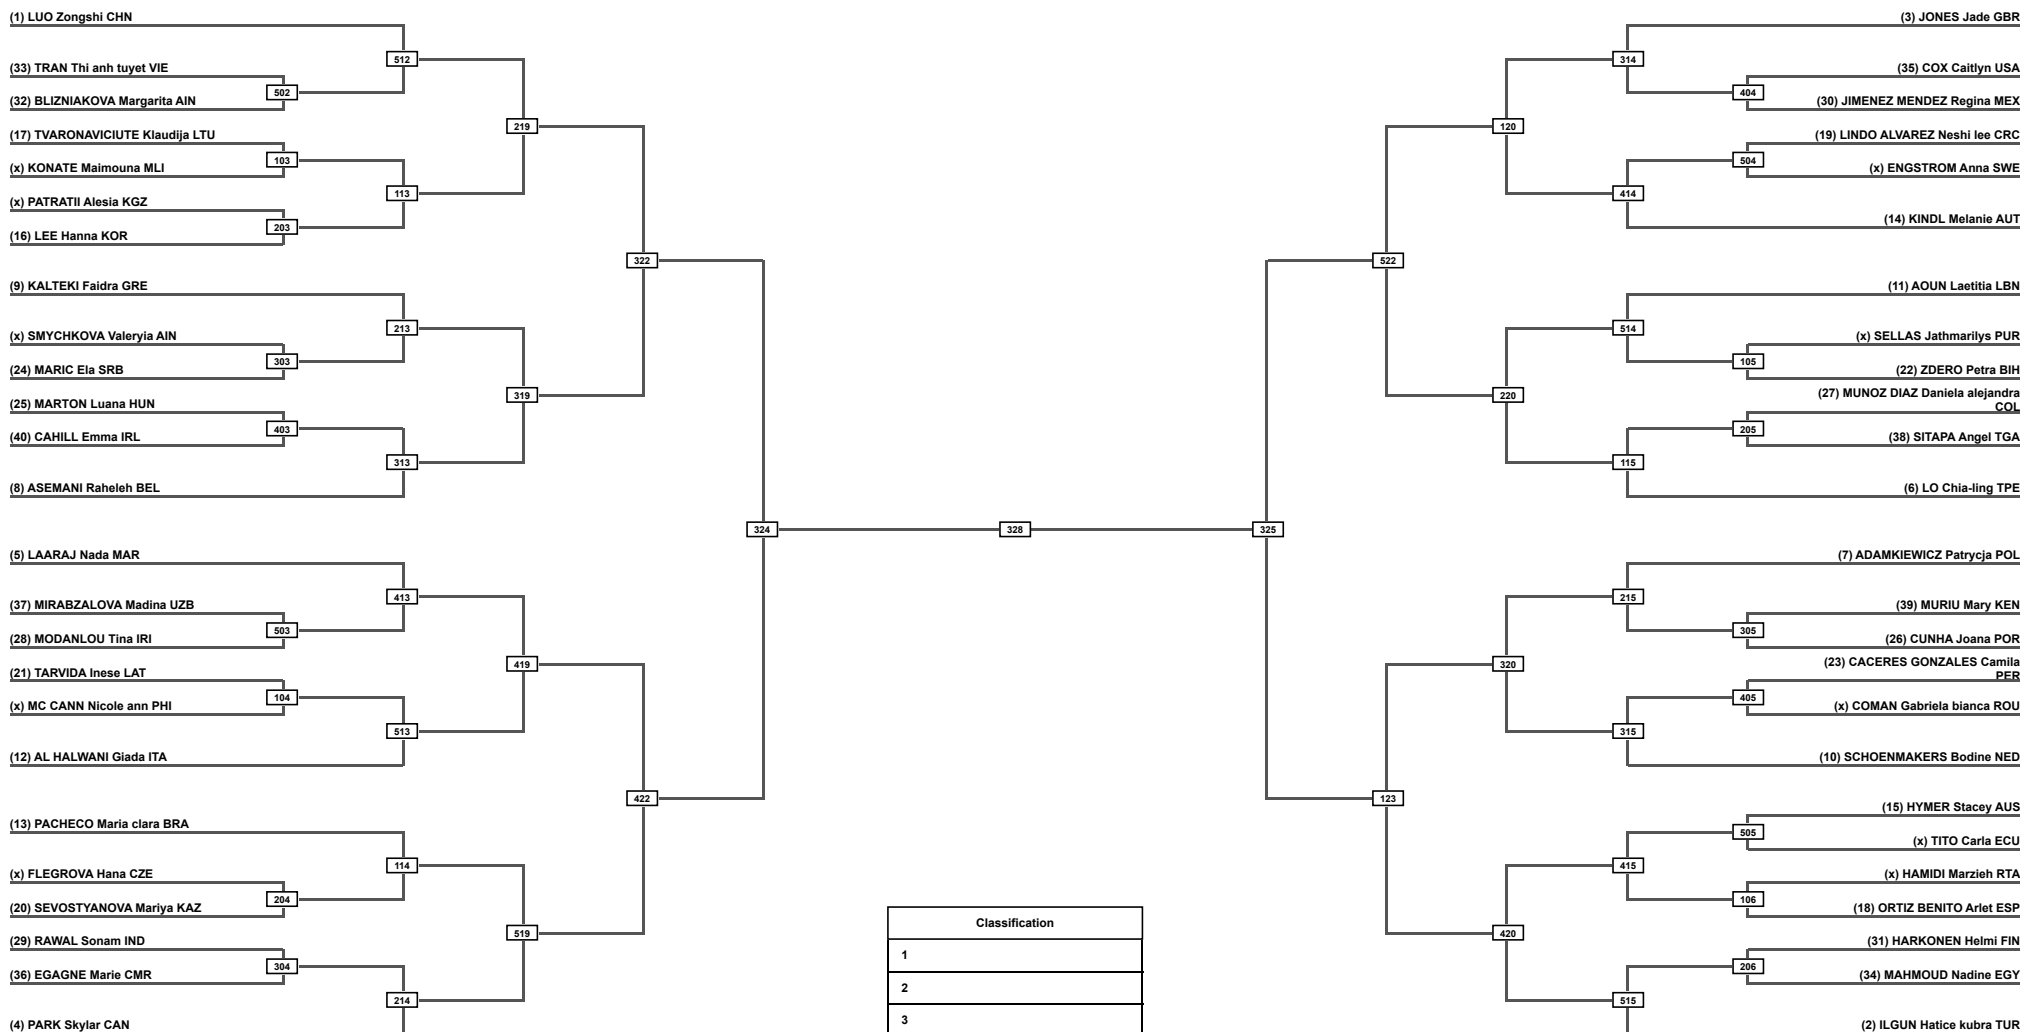 (1) LUO Zongshi CHN
512
(33) TRAN Thi anh tuyet VIE
502
(32) BLIZNIAKOVA Margarita AIN
219
(17) TVARONAVICIUTE Klaudija LTU
103
(x) KONATE Maimouna MLI
113
(x) PATRATII Alesia KGZ
203
(16) LEE Hanna KOR
322
(9) KALTEKI Faidra GRE
213
(x) SMYCHKOVA Valeryia AIN
303
(24) MARIC Ela SRB
319
(25) MARTON Luana HUN
403
(40) CAHILL Emma IRL
313
(8) ASEMANI Raheleh BEL
324
(5) LAARAJ Nada MAR
413
(37) MIRABZALOVA Madina UZB
503
(28) MODANLOU Tina IRI
419
(21) TARVIDA Inese LAT
104
(x) MC CANN Nicole ann PHI
513
(12) AL HALWANI Giada ITA
422
(13) PACHECO Maria clara BRA
114
(x) FLEGROVA Hana CZE
204
(20) SEVOSTYANOVA Mariya KAZ
519
(29) RAWAL Sonam IND
304
(36) EGAGNE Marie CMR
214
(4) PARK Skylar CAN
328
Classification
1
2
3
(3) JONES Jade GBR
314
(35) COX Caitlyn USA
404
(30) JIMENEZ MENDEZ Regina MEX
120
(19) LINDO ALVAREZ Neshi lee CRC
504
(x) ENGSTROM Anna SWE
414
(14) KINDL Melanie AUT
522
(11) AOUN Laetitia LBN
514
(x) SELLAS Jathmarilys PUR
105
(22) ZDERO Petra BIH
220
(27) MUNOZ DIAZ Daniela alejandra
COL
205
(38) SITAPA Angel TGA
115
(6) LO Chia-ling TPE
325
(7) ADAMKIEWICZ Patrycja POL
215
(39) MURIU Mary KEN
305
(26) CUNHA Joana POR
320
(23) CACERES GONZALES Camila
PER
405
(x) COMAN Gabriela bianca ROU
315
(10) SCHOENMAKERS Bodine NED
123
(15) HYMER Stacey AUS
505
(x) TITO Carla ECU
415
(x) HAMIDI Marzieh RTA
106
(18) ORTIZ BENITO Arlet ESP
420
(31) HARKONEN Helmi FIN
206
(34) MAHMOUD Nadine EGY
515
(2) ILGUN Hatice kubra TUR